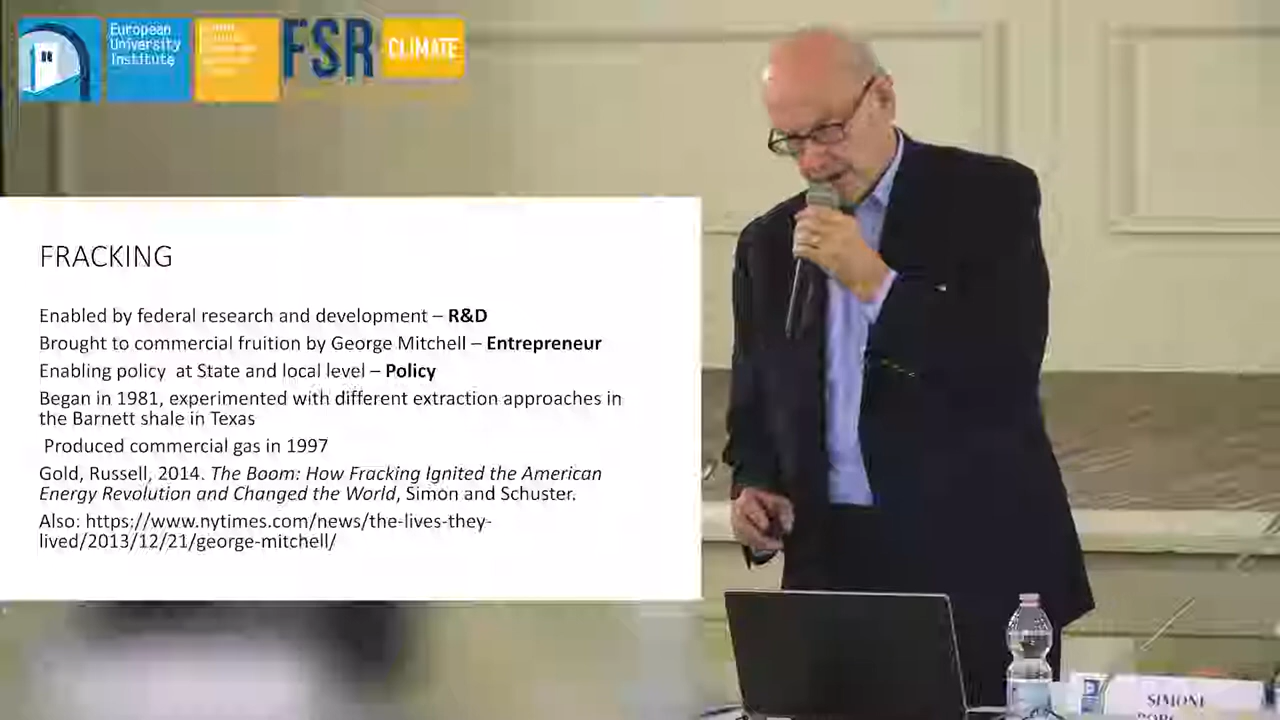 European
University
Institute
FSR
CLIMATE
FRACKING
Enabled by federal research and development – R&D
Brought to commercial fruition by George Mitchell – Entrepreneur
Enabling policy  at State and local level – Policy
Began in 1981, experimented with different extraction approaches in
the Barnett shale in Texas
Produced commercial gas in 1997
Gold, Russell, 2014. The Boom: How Fracking Ignited the American
Energy Revolution and Changed the World, Simon and Schuster.
Also: https://www.nytimes.com/news/the-lives-they-
lived/2013/12/21/george-mitchell/